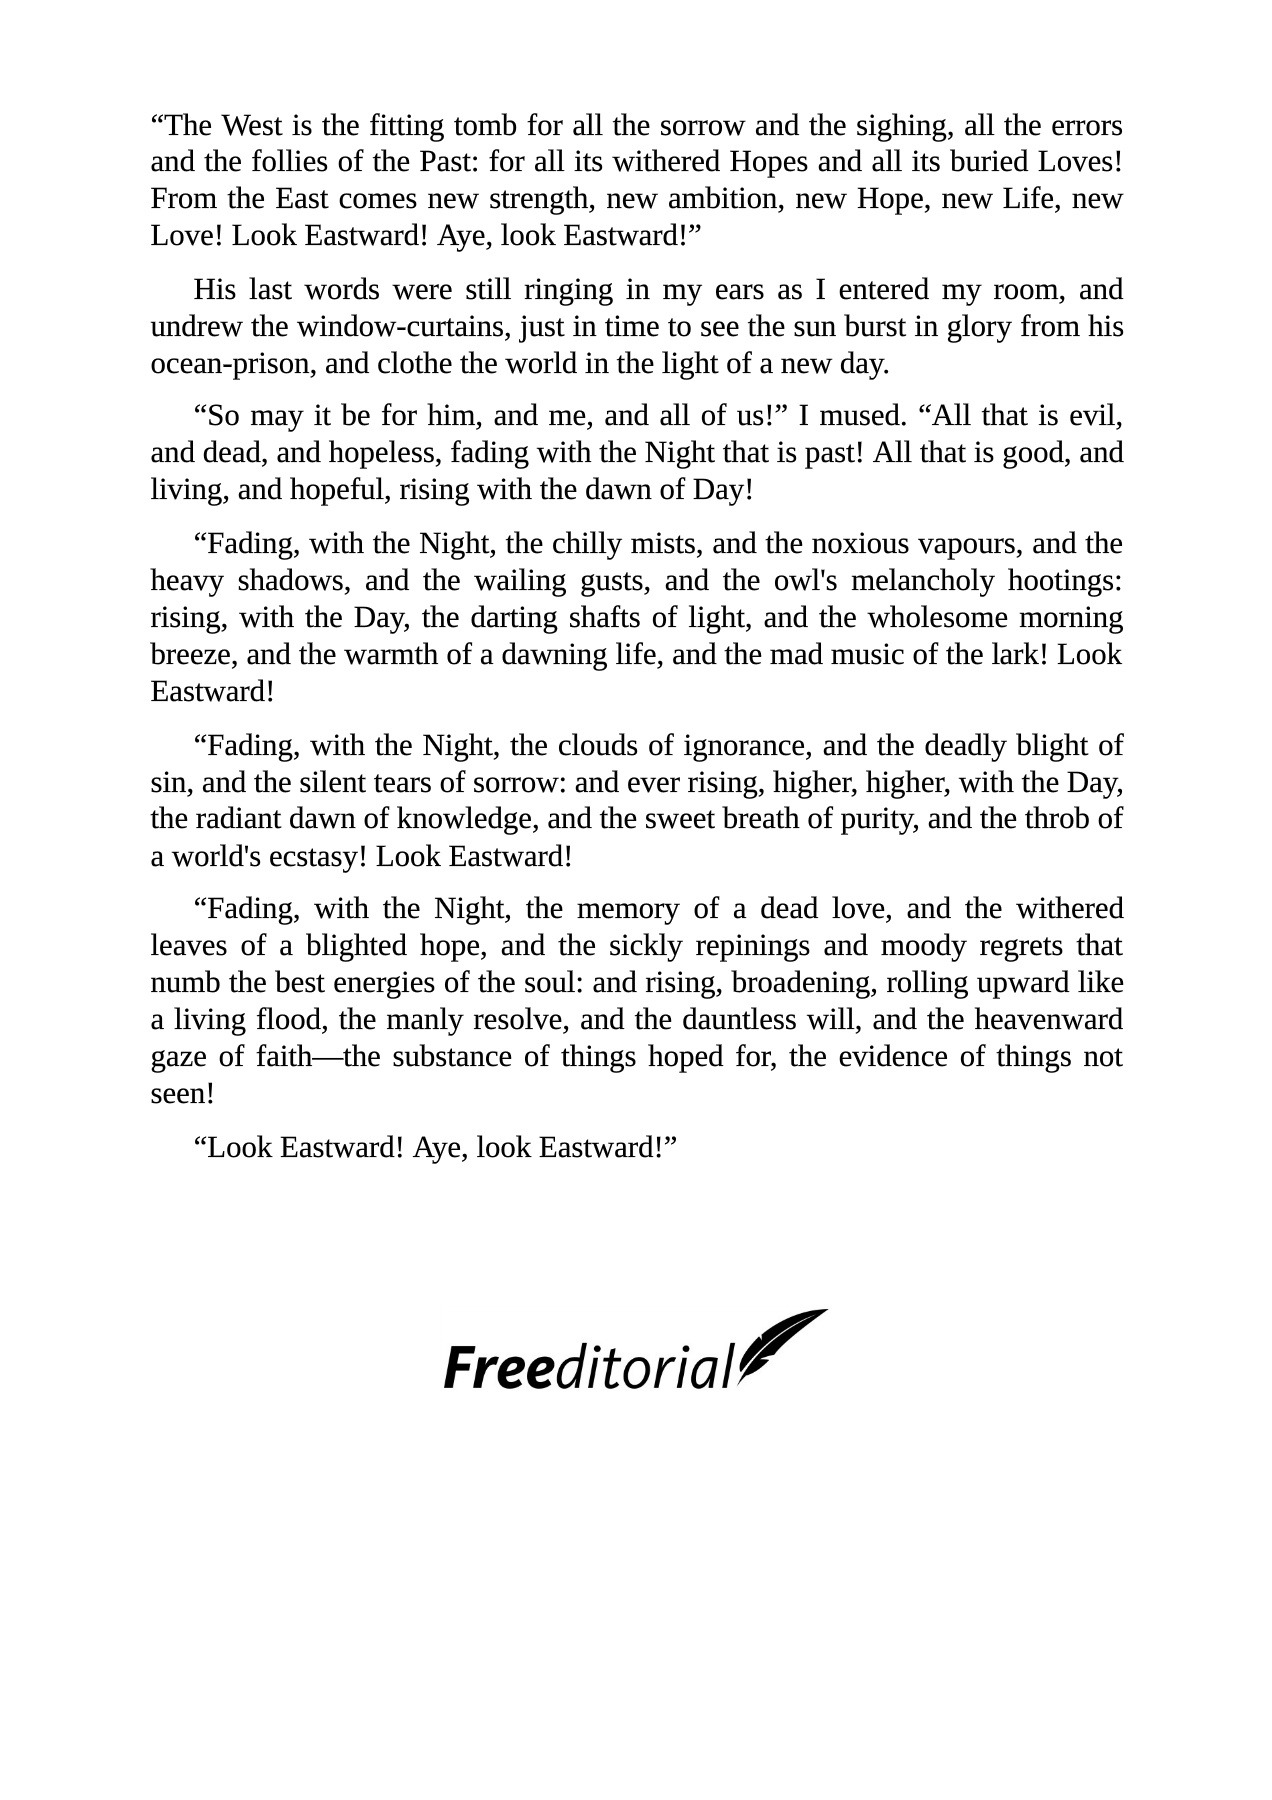 “The West is the fitting tomb for all the sorrow and the sighing, all the errors
and the follies of the Past: for all its withered Hopes and all its buried Loves!
From the East comes new strength, new ambition, new Hope, new Life, new
Love! Look Eastward! Aye, look Eastward!”
His last words were still ringing in my ears as I entered my room, and
undrew the window-curtains, just in time to see the sun burst in glory from his
ocean-prison, and clothe the world in the light of a new day.
“So may it be for him, and me, and all of us!” I mused. “All that is evil,
and dead, and hopeless, fading with the Night that is past! All that is good, and
living, and hopeful, rising with the dawn of Day!
“Fading, with the Night, the chilly mists, and the noxious vapours, and the
heavy shadows, and the wailing gusts, and the owl's melancholy hootings:
rising, with the Day, the darting shafts of light, and the wholesome morning
breeze, and the warmth of a dawning life, and the mad music of the lark! Look
Eastward!
“Fading, with the Night, the clouds of ignorance, and the deadly blight of
sin, and the silent tears of sorrow: and ever rising, higher, higher, with the Day,
the radiant dawn of knowledge, and the sweet breath of purity, and the throb of
a world's ecstasy! Look Eastward!
“Fading, with the Night, the memory of a dead love, and the withered
leaves of a blighted hope, and the sickly repinings and moody regrets that
numb the best energies of the soul: and rising, broadening, rolling upward like
a living flood, the manly resolve, and the dauntless will, and the heavenward
gaze of faith—the substance of things hoped for, the evidence of things not
seen!
“Look Eastward! Aye, look Eastward!”
Freeditorial